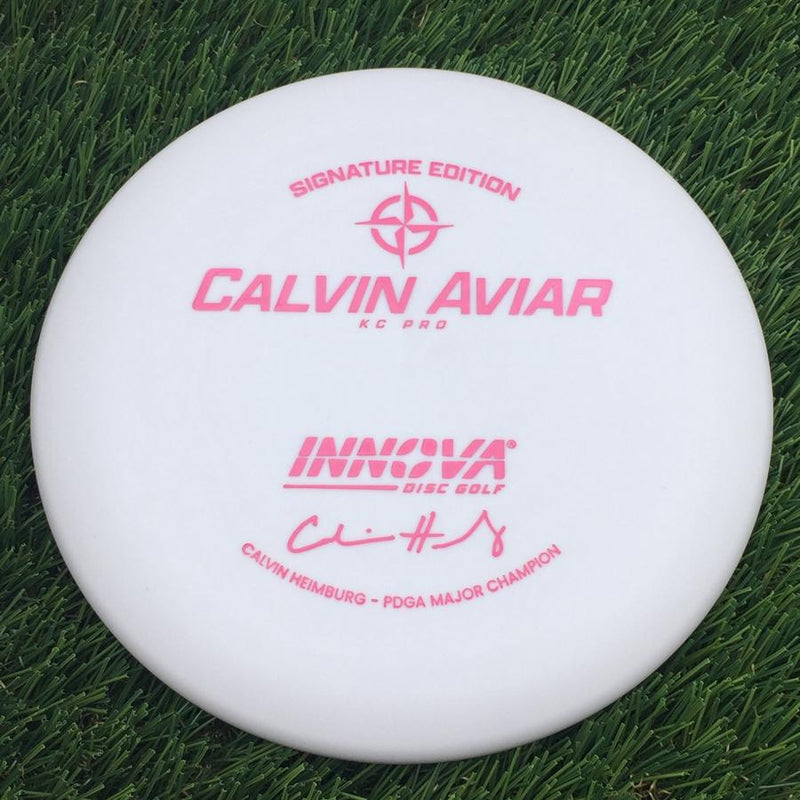 SIGNATURE EDITION
CALVIN AVIAR
KC PRO
INNOVA®
DISC GOLF
CALVIN HEIMBURG - PDGA MAJOR CHAMPION